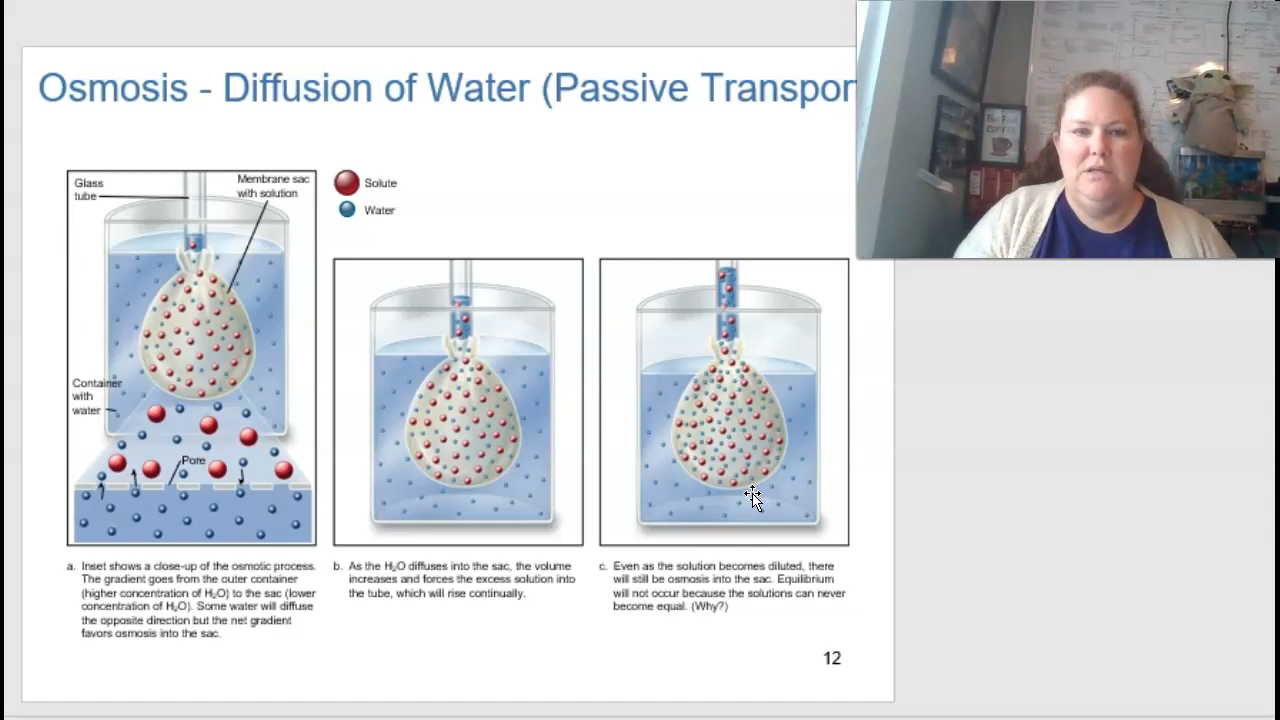 Osmosis - Diffusion of Water (Passive Transpor
Glass
tube
Membrane sac
with solution
Solute
Water
Container
with
water
Pore
a. Inset shows a close-up of the osmotic process.
The gradient goes from the outer container
(higher concentration of H₂O) to the sac (lower
concentration of H₂O). Some water will diffuse
the opposite direction but the net gradient
favors osmosis into the sac.
b. As the H₂O diffuses into the sac, the volume
increases and forces the excess solution into
the tube, which will rise continually.
c. Even as the solution becomes diluted, there
will still be osmosis into the sac. Equilibrium
will not occur because the solutions can never
become equal. (Why?)
12
COFFEE